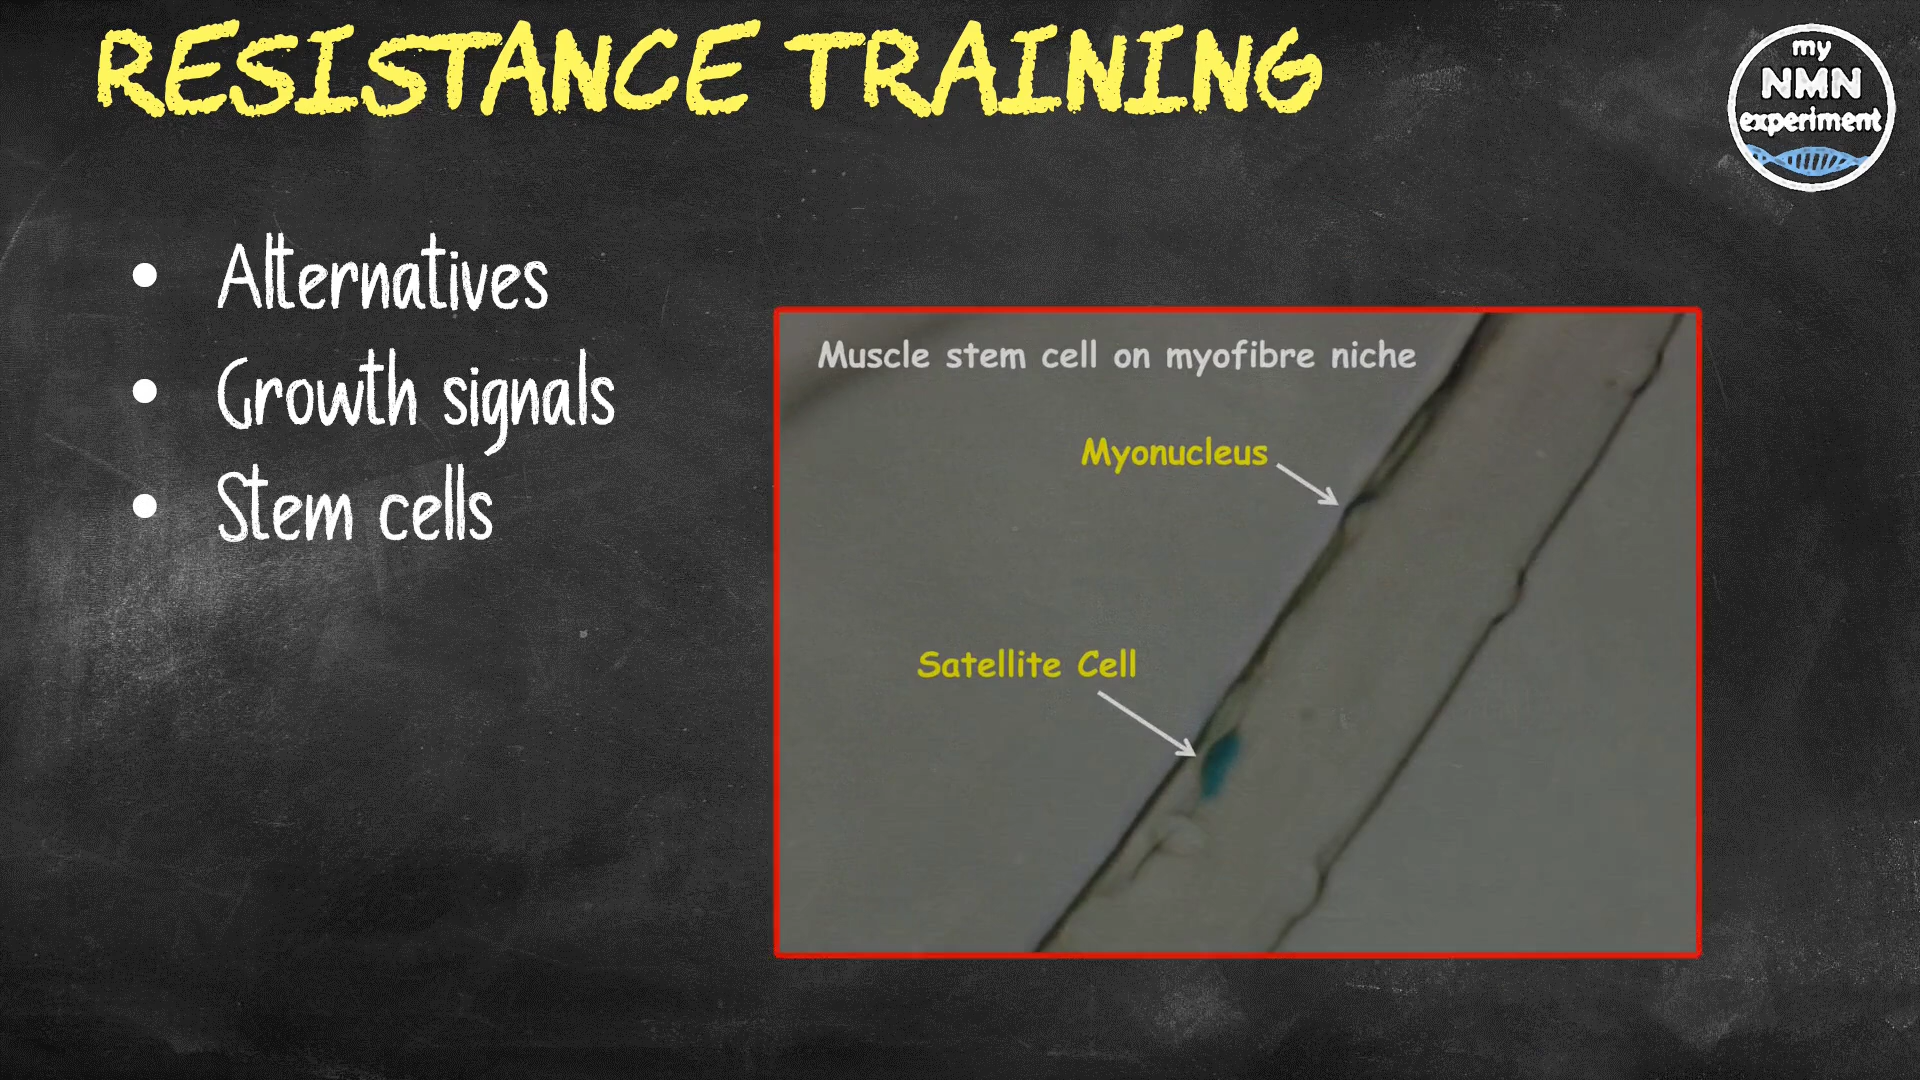 RESISTANCE TRAINING
my
NMN
experiment
• Alternatives
• Growth signals
• Stem cells
Muscle stem cell on myofibre niche
Myonucleus
Satellite Cell